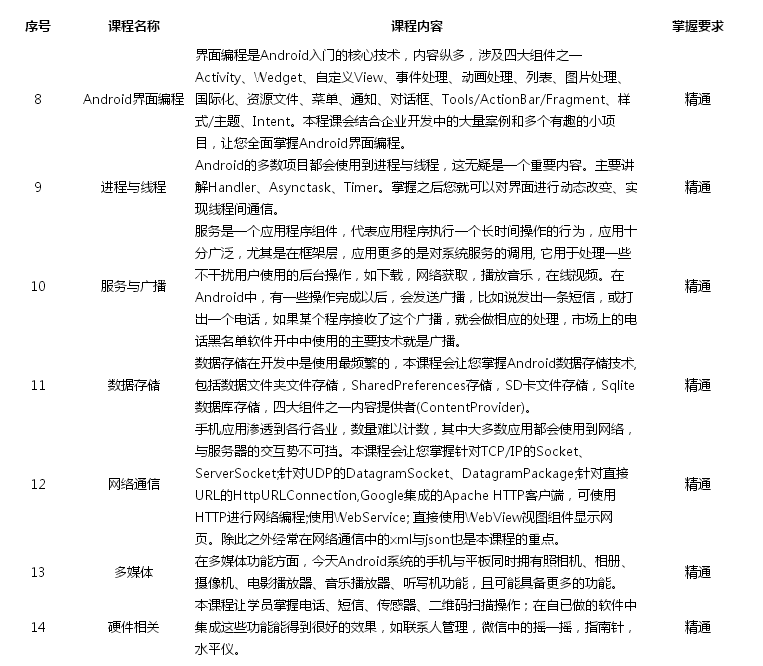 序号 课程名称 课程内容 掌握要求
界面编程是Android入门的核心技术，内容纵多，涉及四大组件之一
Activity、Wedget、自定义View、事件处理、动画处理、列表、图片处理、
8 Android界面编程 国际化、资源文件、菜单、通知、对话框、Tools/ActionBar/Fragment、样 精通
式/主题、Intent。本程课会结合企业开发中的大量案例和多个有趣的小项
目，让您全面掌握Android界面编程。
Android的多数项目都会使用到进程与线程，这无疑是一个重要内容。主要讲
9 进程与线程 解Handler、Asynctask、Timer。掌握之后您就可以对界面进行动态改变、实 精通
现线程间通信。
服务是一个应用程序组件，代表应用程序执行一个长时间操作的行为，应用十
分广泛，尤其是在框架层，应用更多的是对系统服务的调用, 它用于处理一些
不干扰用户使用的后台操作，如下载，网络获取，播放音乐，在线视频。在
10 服务与广播 Android中，有一些操作完成以后，会发送广播，比如说发出一条短信，或打 精通
出一个电话，如果某个程序接收了这个广播，就会做相应的处理，市场上的电
话黑名单软件开中中使用的主要技术就是广播。
数据存储在开发中是使用最频繁的，本课程会让您掌握Android数据存储技术,
11 数据存储 包括数据文件夹文件存储，SharedPreferences存储，SD卡文件存储，Sqlite 精通
数据库存储，四大组件之一内容提供者(ContentProvider)。
手机应用渗透到各行各业，数量难以计数，其中大多数应用都会使用到网络，
与服务器的交互势不可挡。本课程会让您掌握针对TCP/IP的Socket、
ServerSocket;针对UDP的DatagramSocket、DatagramPackage;针对直接
12 网络通信 URL的HttpURLConnection,Google集成的Apache HTTP客户端，可使用 精通
HTTP进行网络编程;使用WebService; 直接使用WebView视图组件显示网
页。除此之外经常在网络通信中的xml与json也是本课程的重点。
13 多媒体 在多媒体功能方面，今天Android系统的手机与平板同时拥有照相机、相册、 精通
摄像机、电影播放器、音乐播放器、听写机功能，且可能具备更多的功能。
本课程让学员掌握电话、短信、传感器、二维码扫描操作；在自已做的软件中
14 硬件相关 集成这些功能能得到很好的效果，如联系人管理，微信中的摇一摇，指南针， 精通
水平仪。